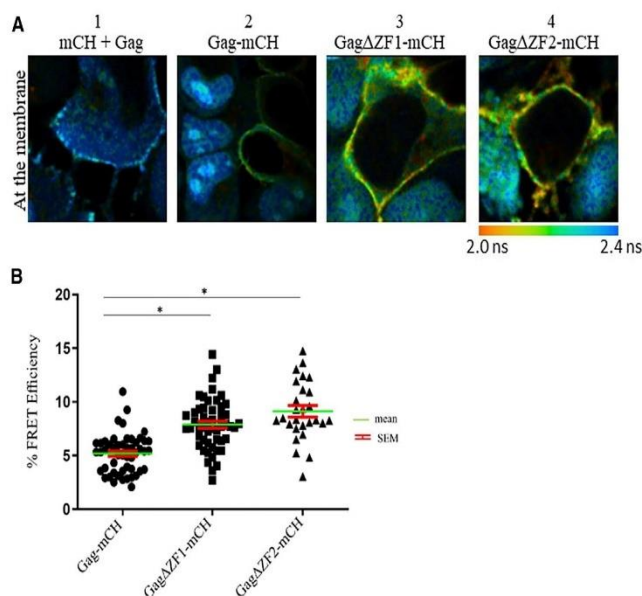 A
1
mCH + Gag
2
Gag-mCH
3
GagΔZF1-mCH
4
GagΔZF2-mCH
At the membrane
2.0 ns
2.4 ns
B
*
*
20
15
10
5
0
% FRET Efficiency
mean
SEM
Gag-mCH
GagΔZF1-mCH
GagΔZF2-mCH